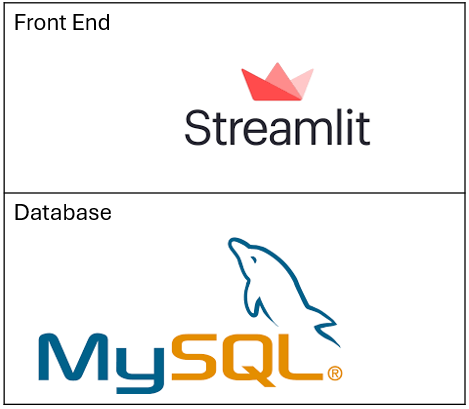 Front End
Streamlit
Database
MySQL®